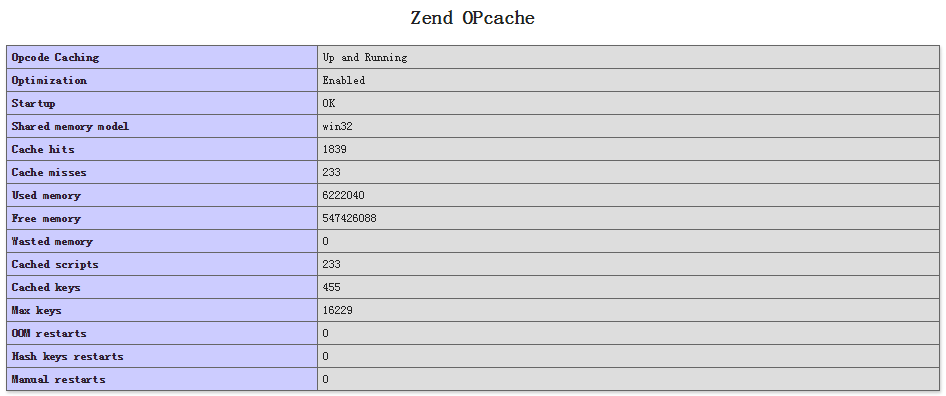 Zend OPcache
Opcode Caching Up and Running
Optimization Enabled
Startup OK
Shared memory model win32
Cache hits 1839
Cache misses 233
Used memory 6222040
Free memory 547426088
Wasted memory 0
Cached scripts 233
Cached keys 455
Max keys 16229
OOM restarts 0
Hash keys restarts 0
Manual restarts 0